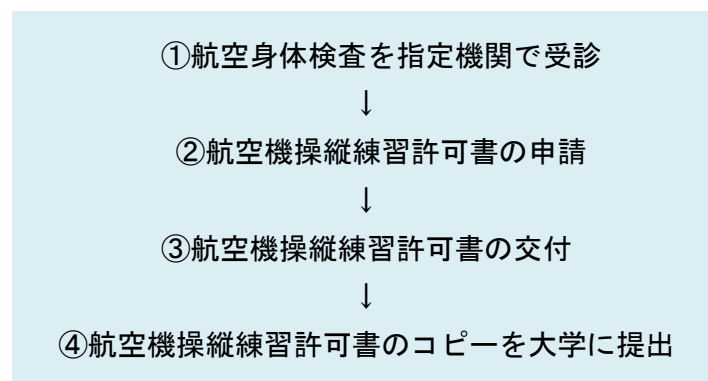 ①航空身体検査を指定機関で受診
↓
②航空機操縦練習許可書の申請
↓
③航空機操縦練習許可書の交付
↓
④航空機操縦練習許可書のコピーを大学に提出